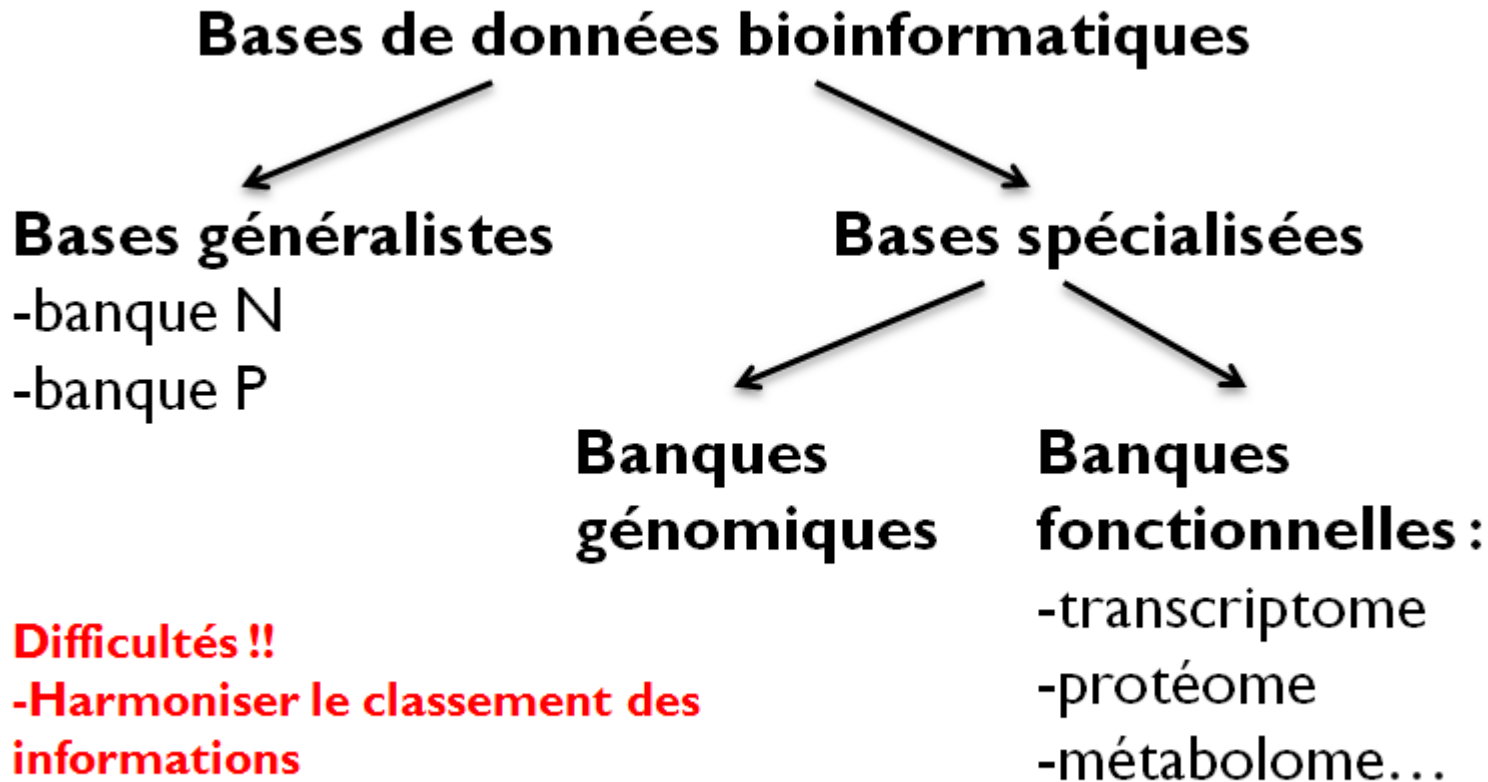 Bases de données bioinformatiques
Bases généralistes
-banque N
-banque P
Bases spécialisées
Banques
génomiques
Banques
fonctionnelles :
-transcriptome
-protéome
-métabolome...
Difficultés !!
-Harmoniser le classement des
informations